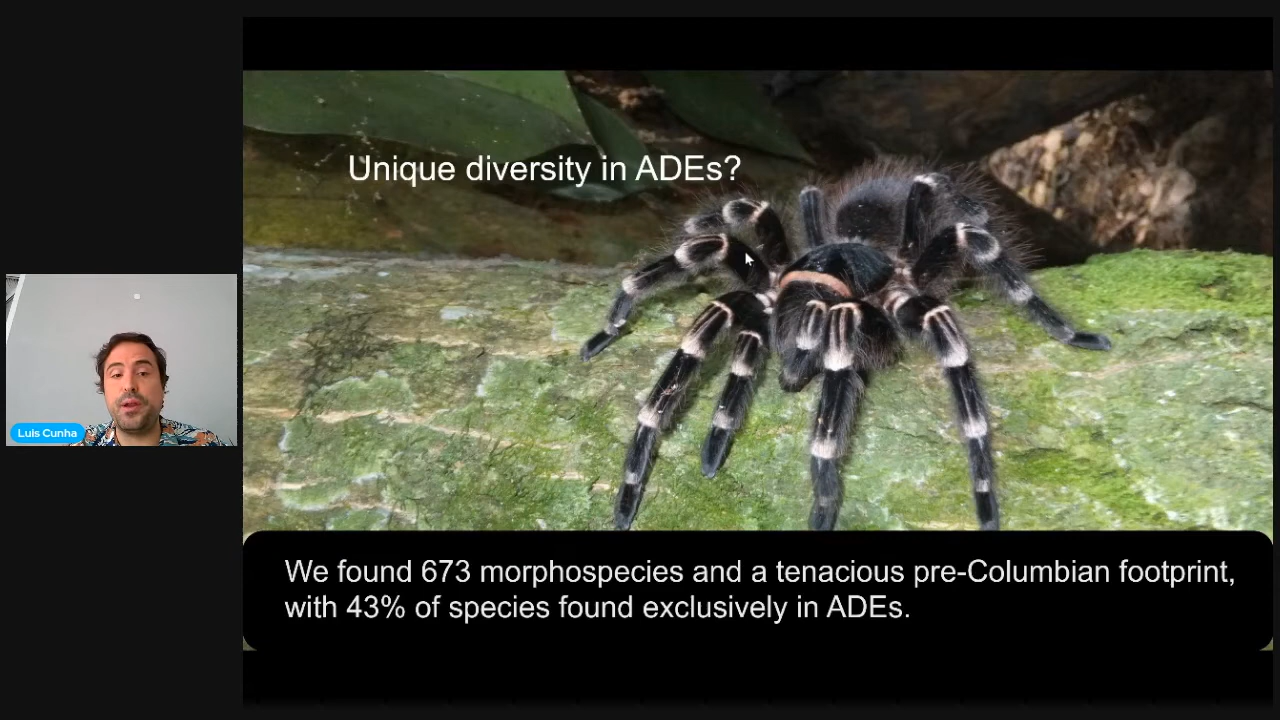 Unique diversity in ADEs?
Luis Cunha
We found 673 morphospecies and a tenacious pre-Columbian footprint,
with 43% of species found exclusively in ADEs.